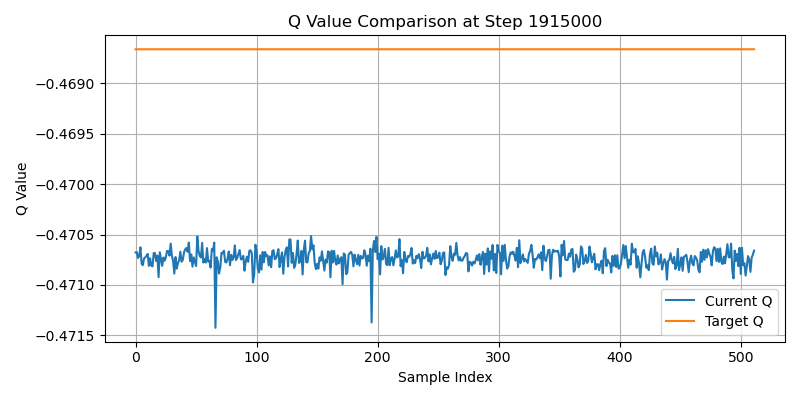 Q Value Comparison at Step 1915000
Q Value
−0.4690
−0.4695
−0.4700
−0.4705
−0.4710
−0.4715
0 100 200 300 400 500
Sample Index
Current Q
Target Q